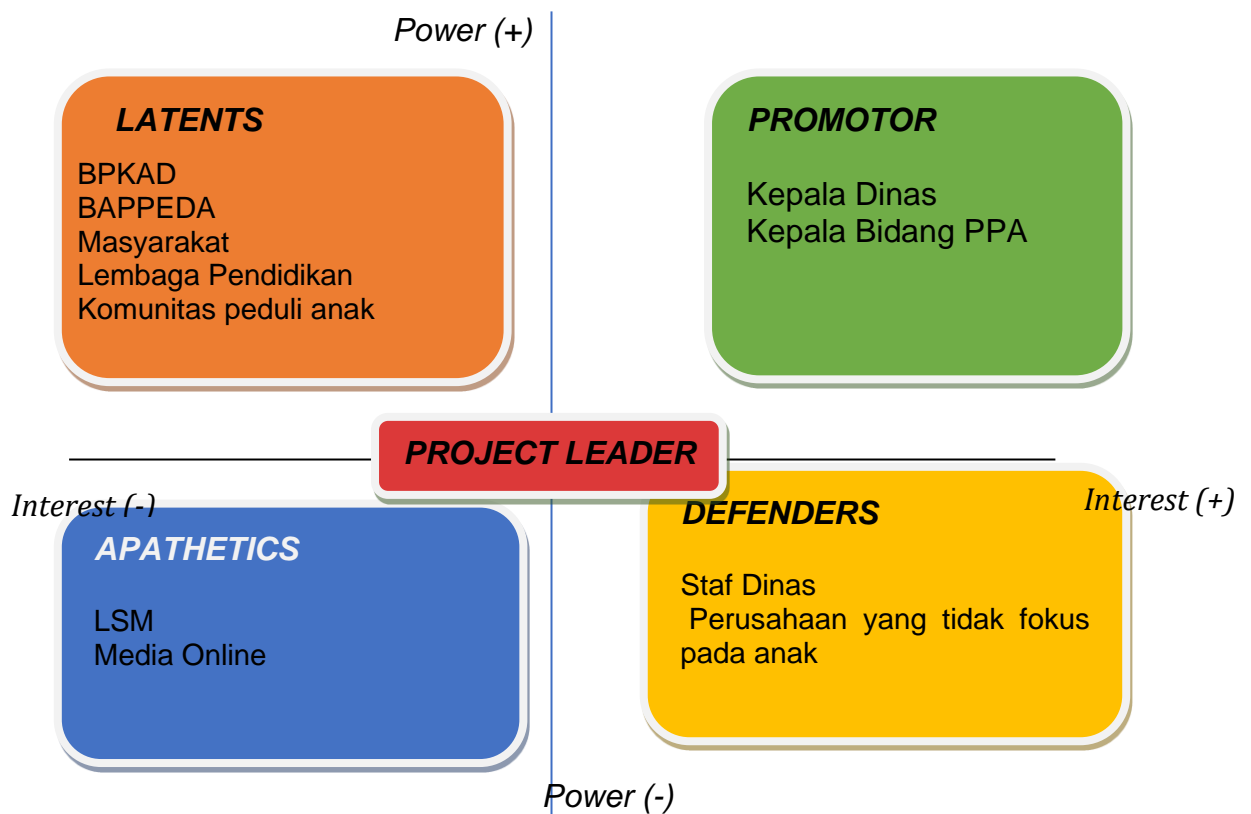 Power (+)
LATENTS
BPKAD
BAPPEDA
Masyarakat
Lembaga Pendidikan
Komunitas peduli anak
PROMOTOR
Kepala Dinas
Kepala Bidang PPA
PROJECT LEADER
Interest (-)
Interest (+)
APATHETICS
LSM
Media Online
DEFENDERS
Staf Dinas
Perusahaan yang tidak fokus
pada anak
Power (-)